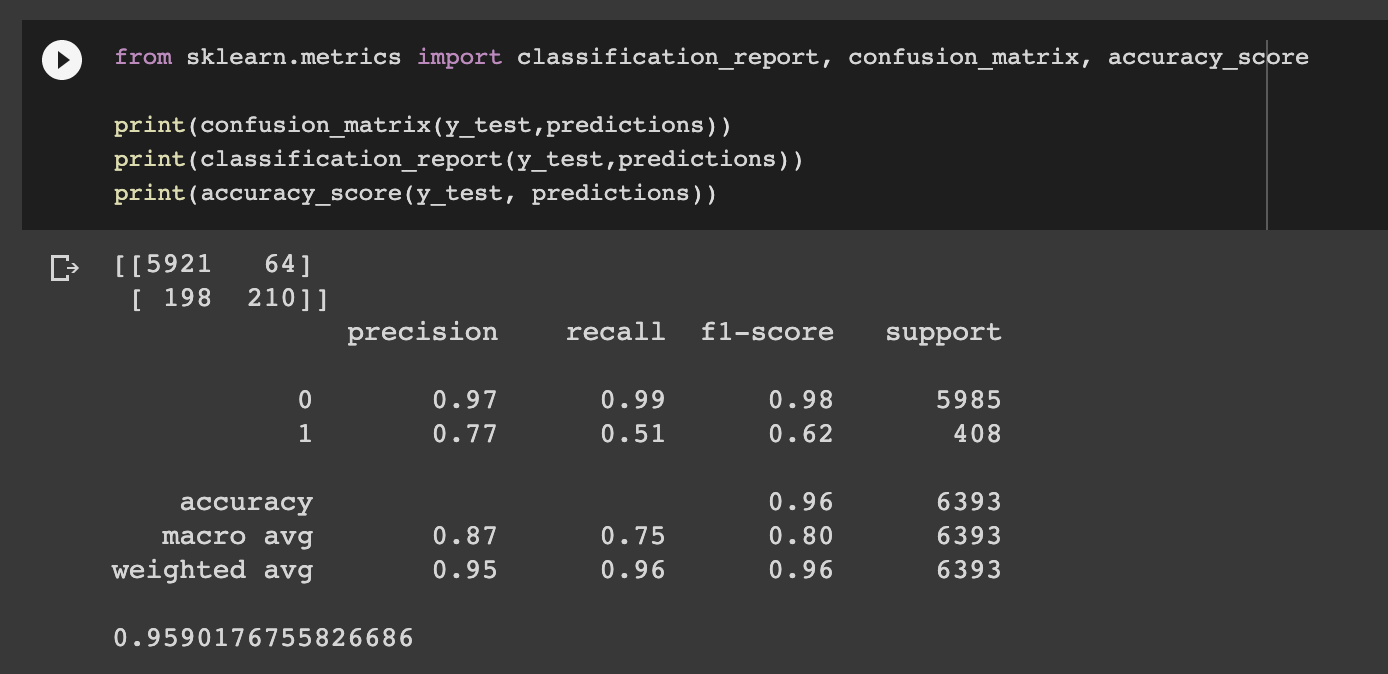 from sklearn.metrics import classification_report, confusion_matrix, accuracy_score
print(confusion_matrix(y_test,predictions))
print(classification_report(y_test,predictions))
print(accuracy_score(y_test, predictions))
[[5921   64]
 [ 198  210]]
              precision    recall  f1-score   support
           0       0.97      0.99      0.98      5985
           1       0.77      0.51      0.62       408
    accuracy                           0.96      6393
   macro avg       0.87      0.75      0.80      6393
weighted avg       0.95      0.96      0.96      6393
0.9590176755826686